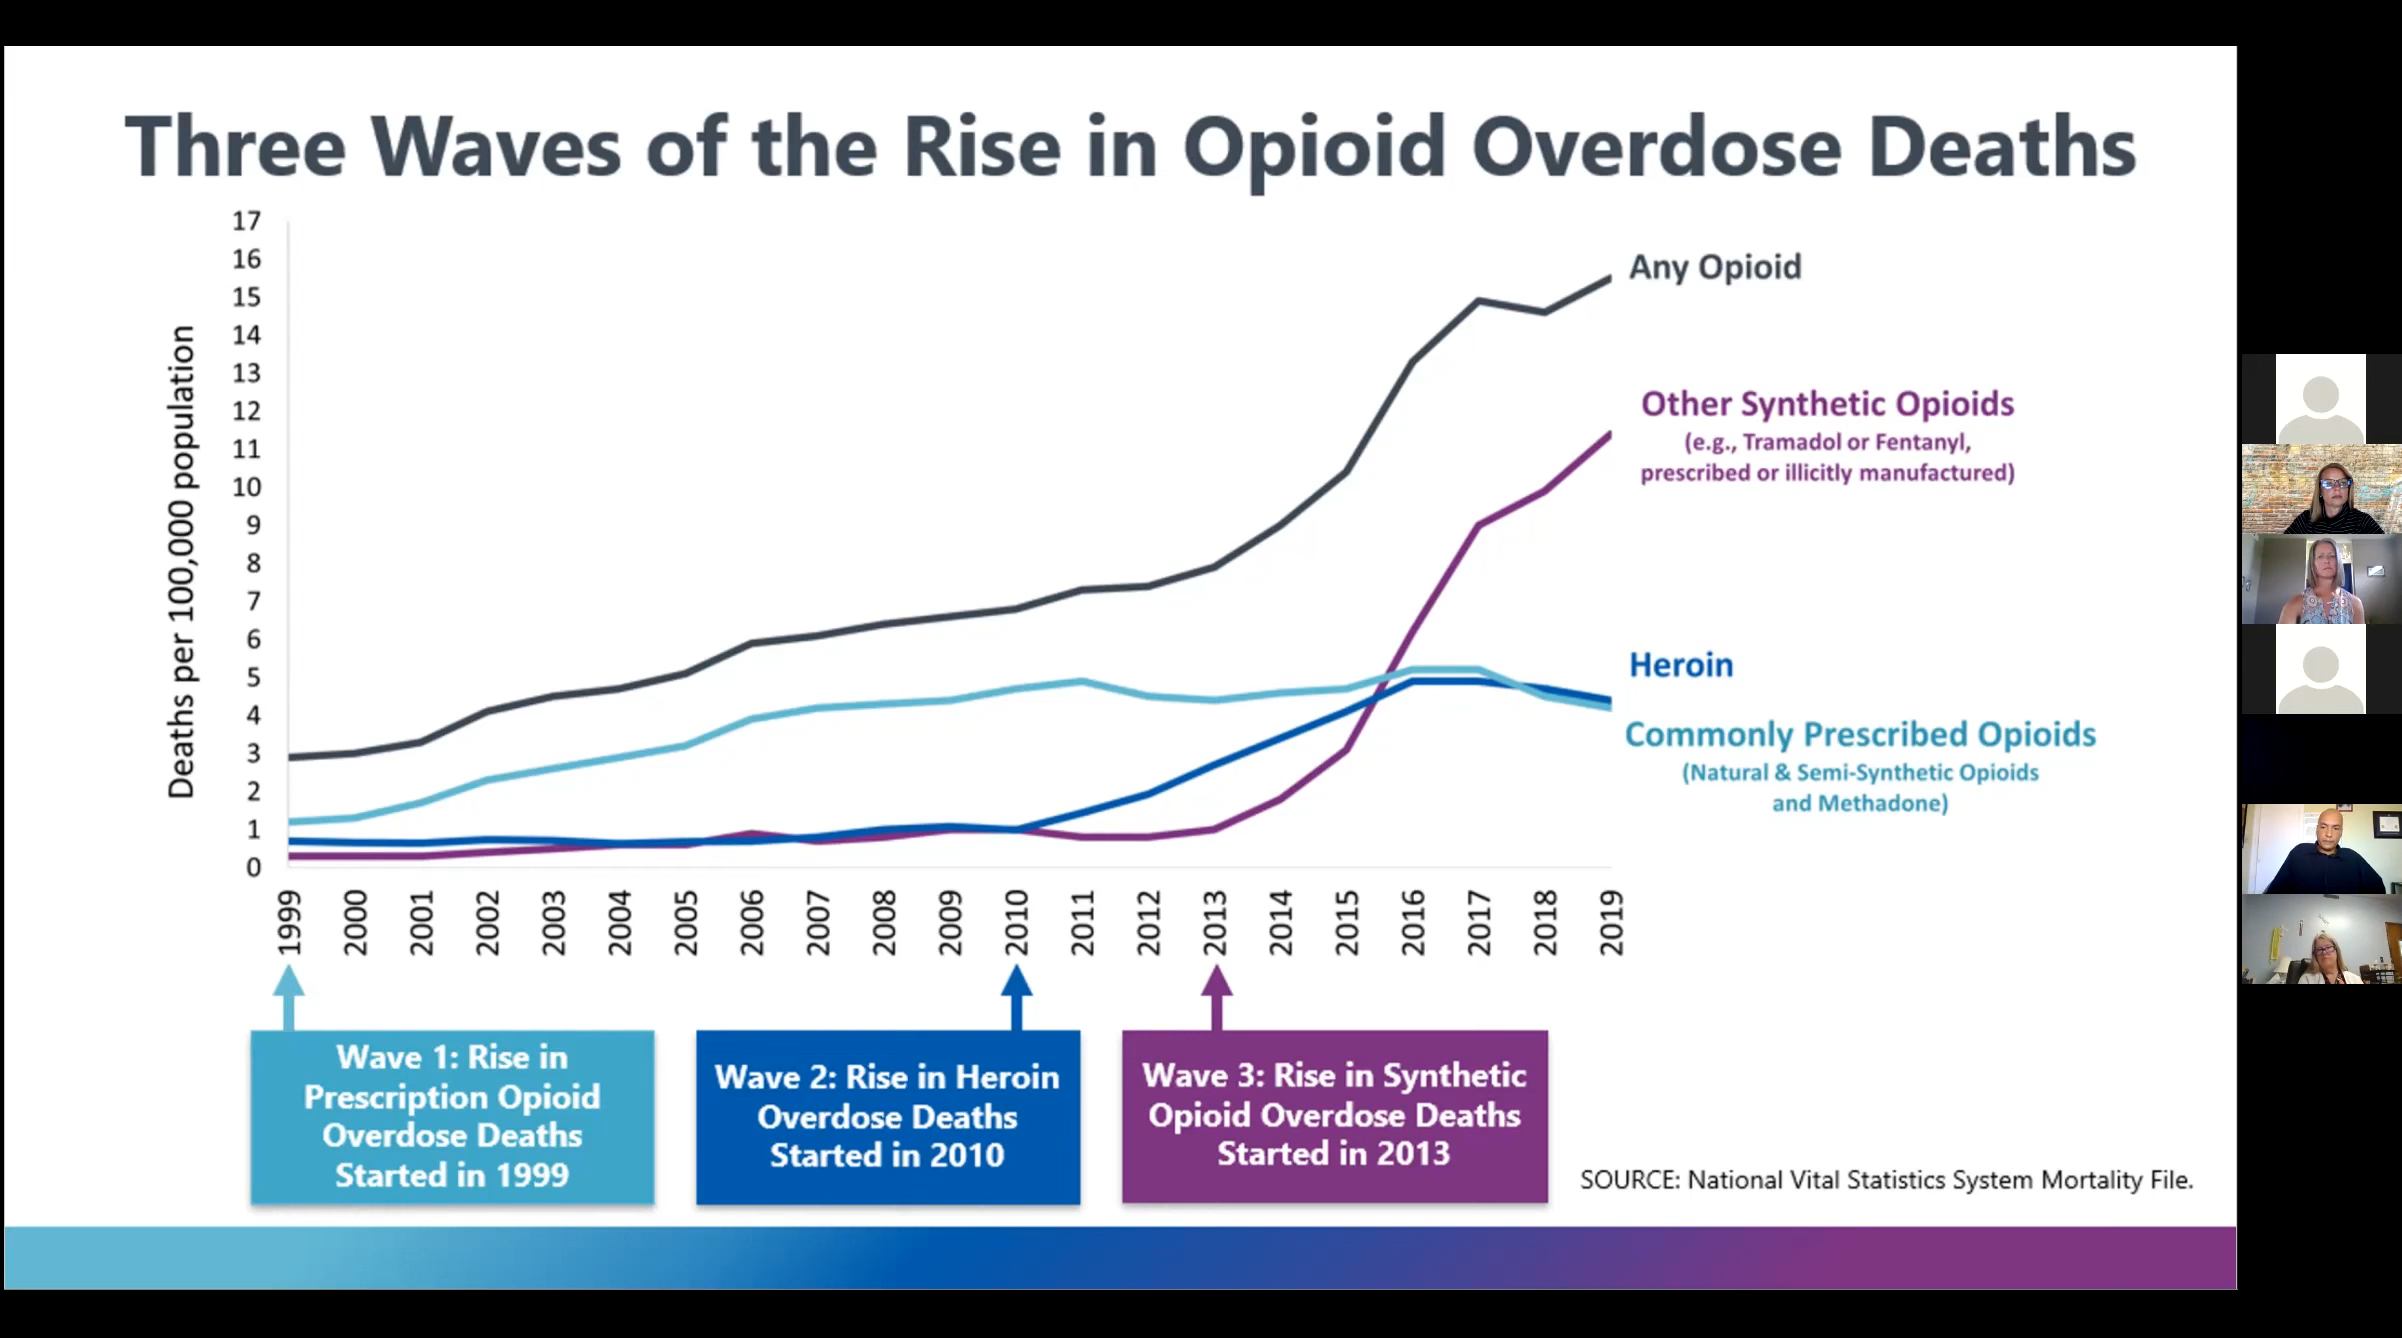 Three Waves of the Rise in Opioid Overdose Deaths
Deaths per 100,000 population
17
16
15
14
13
12
11
10
9
8
7
6
5
4
3
2
1
0
1999
2000
2001
2002
2003
2004
2005
2006
2007
2008
2009
2010
2011
2012
2013
2014
2015
2016
2017
2018
2019
Any Opioid
Other Synthetic Opioids
(e.g., Tramadol or Fentanyl,
prescribed or illicitly manufactured)
Heroin
Commonly Prescribed Opioids
(Natural & Semi-Synthetic Opioids
and Methadone)
Wave 1: Rise in
Prescription Opioid
Overdose Deaths
Started in 1999
Wave 2: Rise in Heroin
Overdose Deaths
Started in 2010
Wave 3: Rise in Synthetic
Opioid Overdose Deaths
Started in 2013
SOURCE: National Vital Statistics System Mortality File.